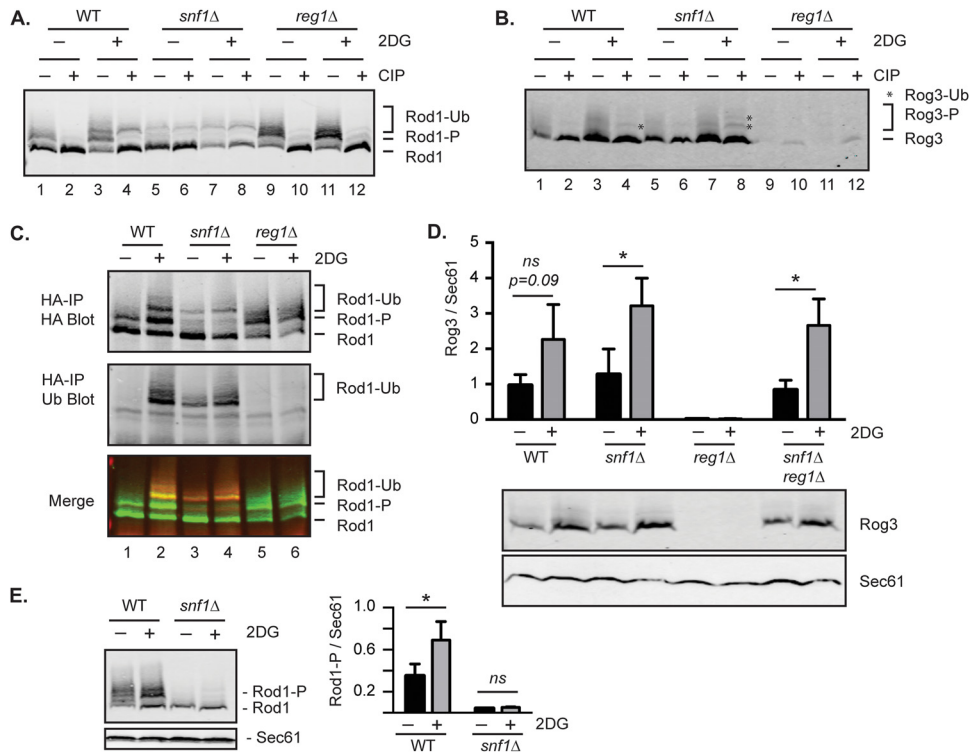 A.
WT snf1Δ reg1Δ
– + – + – + 2DG
– + – + – + – + – + – + CIP
Rod1-Ub
Rod1-P
Rod1
1 2 3 4 5 6 7 8 9 10 11 12
B.
WT snf1Δ reg1Δ
– + – + – + 2DG
– + – + – + – + – + – + CIP
* Rog3-Ub
Rog3-P
Rog3
* * *
1 2 3 4 5 6 7 8 9 10 11 12
C.
WT snf1Δ reg1Δ
– + – + – + 2DG
HA-IP
HA Blot
Rod1-Ub
Rod1-P
Rod1
HA-IP
Ub Blot
Rod1-Ub
Merge
Rod1-Ub
Rod1-P
Rod1
1 2 3 4 5 6
D.
Rog3 / Sec61
5
4
3
2
1
0
ns
p=0.09
*
*
– + – + – + – + 2DG
WT snf1Δ reg1Δ snf1Δ
reg1Δ
Rog3
Sec61
E.
WT snf1Δ
– + – + 2DG
- Rod1-P
- Rod1
- Sec61
Rod1-P / Sec61
1.0
0.6
0.2
*
ns
– + – + 2DG
WT snf1Δ